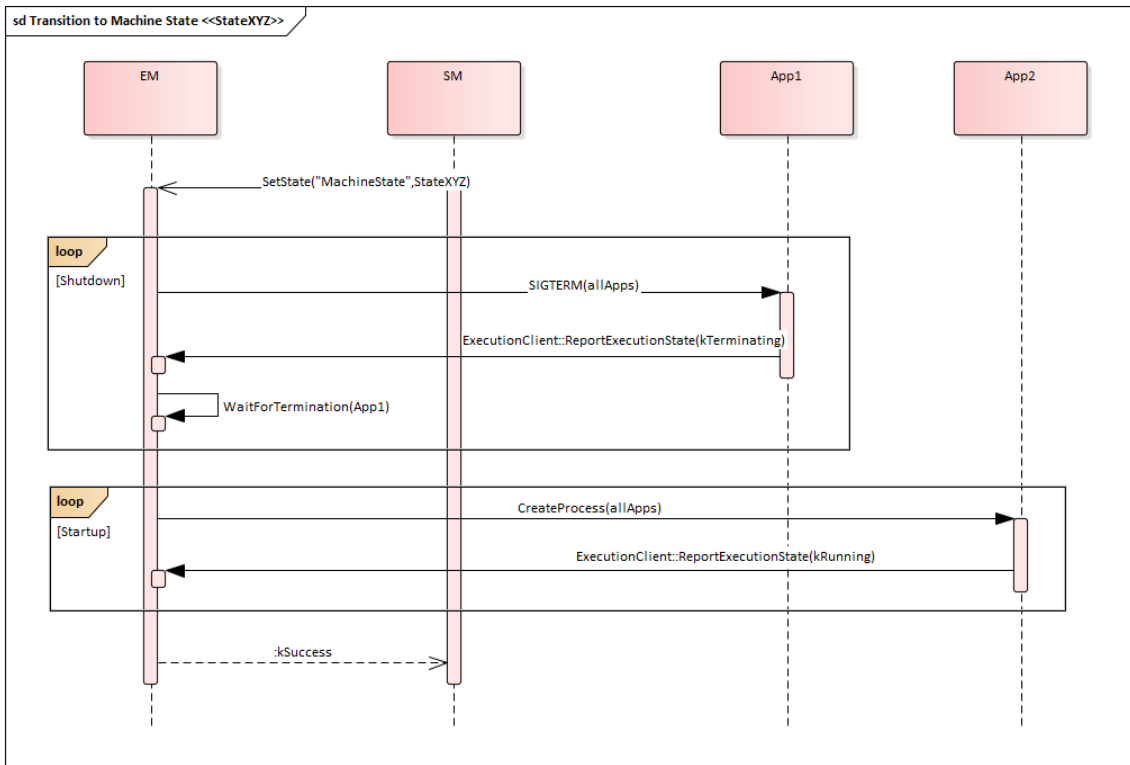 sd Transition to Machine State <<StateXYZ>>
EM
SM
App1
App2
SetState("MachineState",StateXYZ)
loop
[Shutdown]
SIGTERM(allApps)
ExecutionClient::ReportExecutionState(kTerminating)
WaitForTermination(App1)
loop
[Startup]
CreateProcess(allApps)
ExecutionClient::ReportExecutionState(kRunning)
:kSuccess